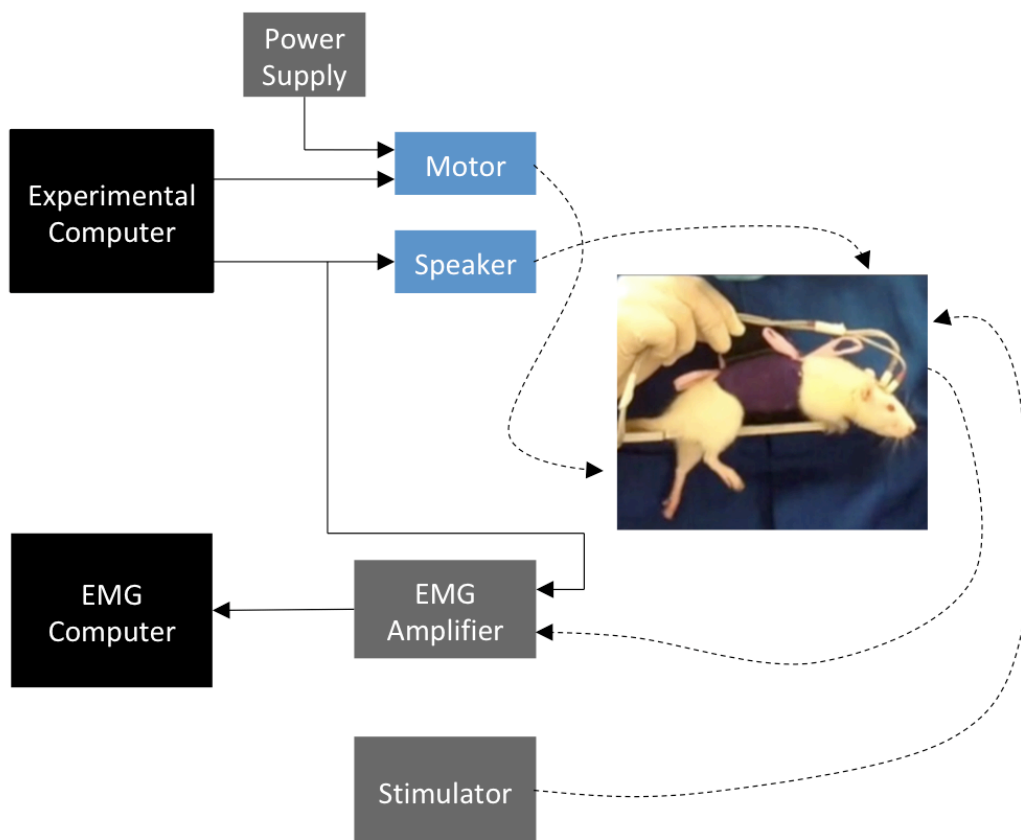 Power
Supply
Experimental
Computer
Motor
Speaker
EMG
Computer
EMG
Amplifier
Stimulator